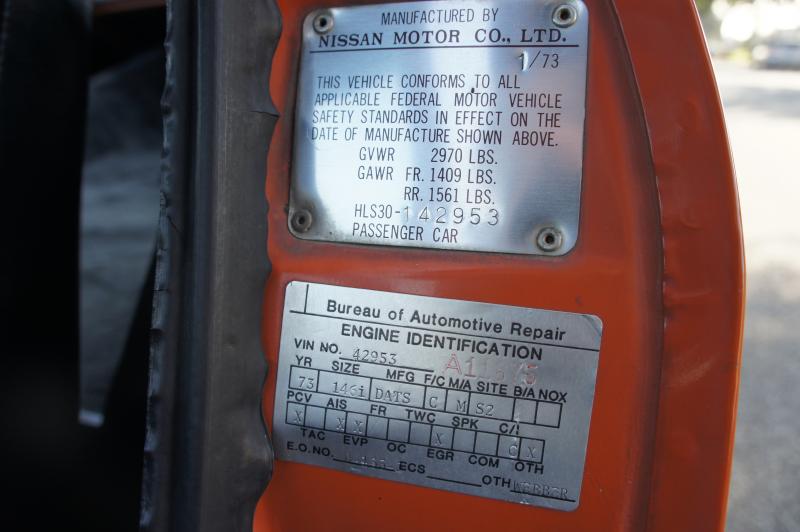 MANUFACTURED BY
NISSAN MOTOR CO., LTD.
1/73
THIS VEHICLE CONFORMS TO ALL
APPLICABLE FEDERAL MOTOR VEHICLE
SAFETY STANDARDS IN EFFECT ON THE
DATE OF MANUFACTURE SHOWN ABOVE.
GVWR 2970 LBS.
GAWR FR. 1409 LBS.
RR. 1561 LBS.
HLS30-142953
PASSENGER CAR
Bureau of Automotive Repair
ENGINE IDENTIFICATION
VIN NO. 42953
YR SIZE MFG F/C M/A SITE B/A NOX
73 146i DATS C M S2
PCV AIS FR TWC SPK C/I
X X X X C X
TAC EVP OC EGR COM OTH
E.O.NO. ECS OTH WEBBER